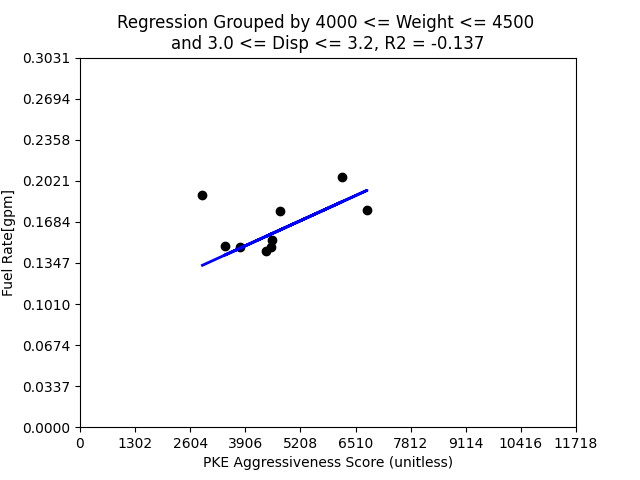 Regression Grouped by 4000 <= Weight <= 4500
and 3.0 <= Disp <= 3.2, R2 = -0.137
0.3031
0.2694
0.2358
0.2021
0.1684
0.1347
0.1010
0.0674
0.0337
0.0000
Fuel Rate[gpm]
0 1302 2604 3906 5208 6510 7812 9114 10416 11718
PKE Aggressiveness Score (unitless)